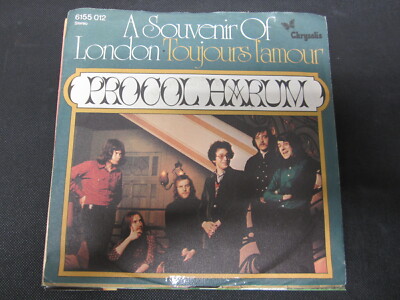 6155 012
A Souvenir Of
London Toujours l'amour
Chrysalis
PROCOL HARUM